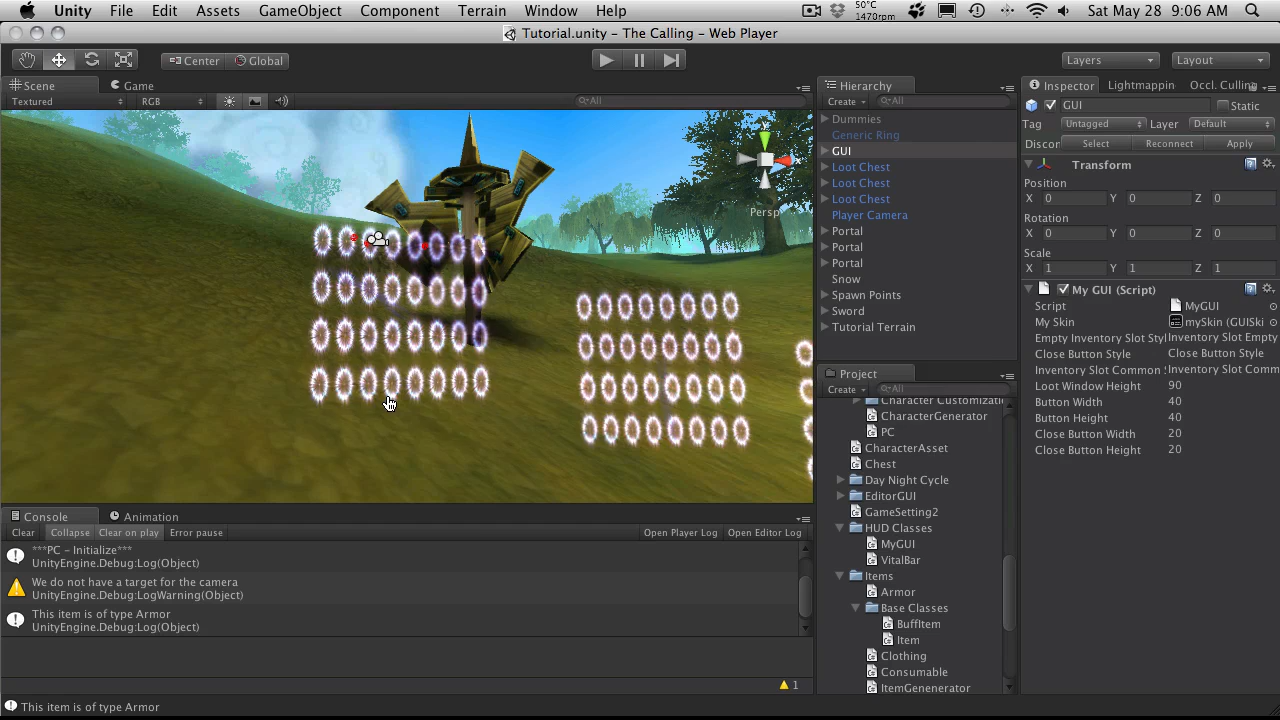 Unity File Edit Assets GameObject Component Terrain Window Help 50°C 1470rpm Sat May 28 9:06 AM
Tutorial.unity – The Calling – Web Player
Center Global Layers Layout
Scene Game Hierarchy Inspector Lightmappin Occl. Culling
Textured RGB All Create All GUI Static
Tag Untagged Layer Default
Discon Select Reconnect Apply
Dummies
Generic Ring
GUI
Loot Chest
Loot Chest
Loot Chest
Player Camera
Portal
Portal
Portal
Snow
Spawn Points
Sword
Tutorial Terrain
Transform
Position
X 0 Y 0 Z 0
Rotation
X 0 Y 0 Z 0
Scale
X 1 Y 1 Z 1
My GUI (Script)
Script MyGUI
My Skin mySkin (GUISki
Empty Inventory Slot Sty Inventory Slot Empty
Close Button Style Close Button Style
Inventory Slot Common Inventory Slot Comm
Loot Window Height 90
Button Width 40
Button Height 40
Close Button Width 20
Close Button Height 20
y
Persp
Project
Create All
Character Customizatio
CharacterGenerator
PC
CharacterAsset
Chest
Day Night Cycle
EditorGUI
GameSetting2
HUD Classes
MyGUI
VitalBar
Items
Armor
Base Classes
BuffItem
Item
Clothing
Consumable
ItemGenenerator
Console Animation
Clear Collapse Clear on play Error pause Open Player Log Open Editor Log
***PC – Initialize***
UnityEngine.Debug:Log(Object)
We do not have a target for the camera
UnityEngine.Debug:LogWarning(Object)
This item is of type Armor
UnityEngine.Debug:Log(Object)
1
This item is of type Armor